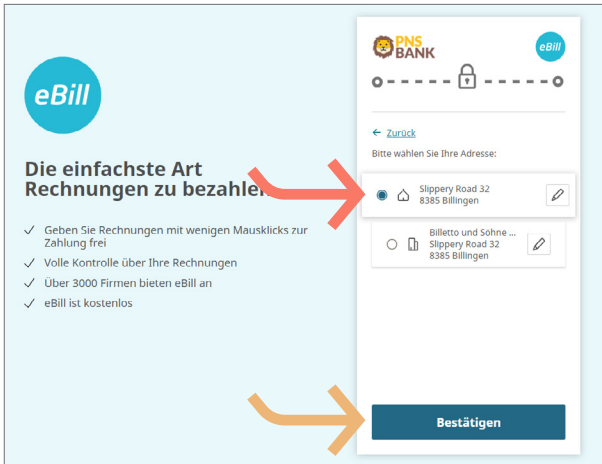 eBill
Die einfachste Art
Rechnungen zu bezahlen
Geben Sie Rechnungen mit wenigen Mausklicks zur
Zahlung frei
Volle Kontrolle über Ihre Rechnungen
Über 3000 Firmen bieten eBill an
eBill ist kostenlos
PNS
BANK
eBill
← Zurück
Bitte wählen Sie Ihre Adresse:
Slippery Road 32
8385 Billingen
Billetto und Sohne ...
Slippery Road 32
8385 Billingen
Bestätigen